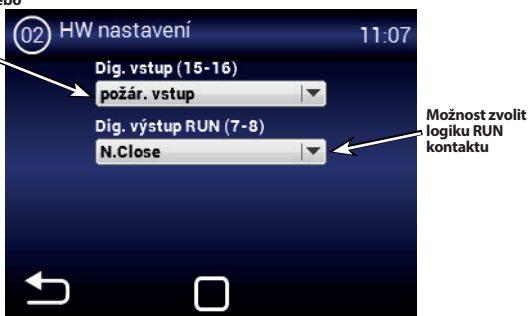 nebo
02 HW nastavení 11:07
Dig. vstup (15-16)
požár. vstup
Dig. výstup RUN (7-8)
N.Close
Možnost zvolit
logiku RUN
kontaktu